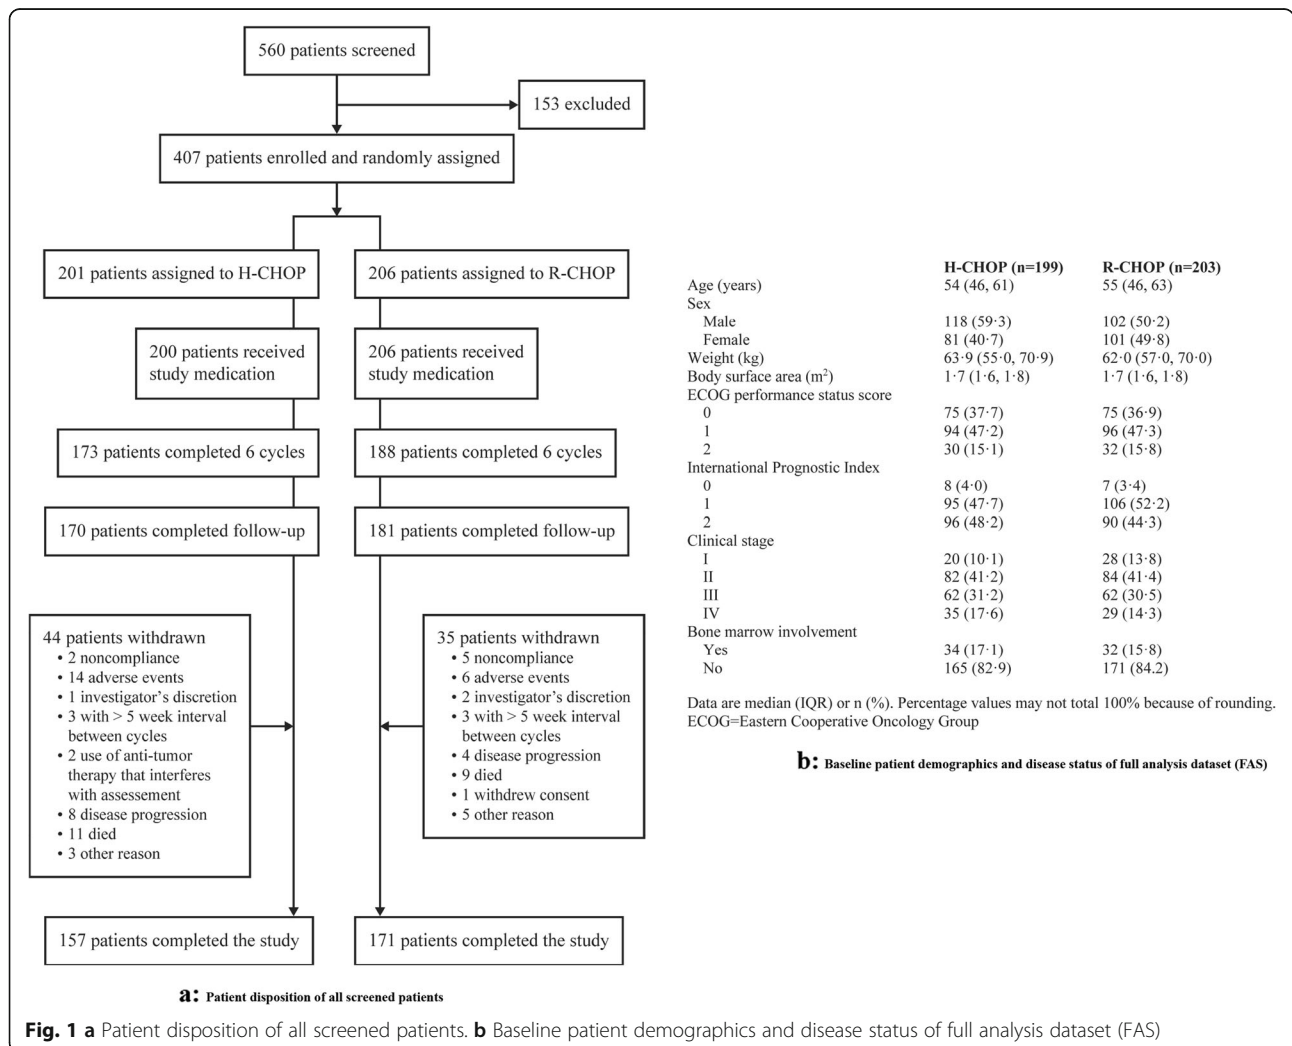 560 patients screened
153 excluded
407 patients enrolled and randomly assigned
201 patients assigned to H-CHOP
206 patients assigned to R-CHOP
200 patients received
study medication
206 patients received
study medication
173 patients completed 6 cycles
188 patients completed 6 cycles
170 patients completed follow-up
181 patients completed follow-up
44 patients withdrawn
• 2 noncompliance
• 14 adverse events
• 1 investigator's discretion
• 3 with > 5 week interval
between cycles
• 2 use of anti-tumor
therapy that interferes
with assessement
• 8 disease progression
• 11 died
• 3 other reason
35 patients withdrawn
• 5 noncompliance
• 6 adverse events
• 2 investigator's discretion
• 3 with > 5 week interval
between cycles
• 4 disease progression
• 9 died
• 1 withdrew consent
• 5 other reason
157 patients completed the study
171 patients completed the study
a: Patient disposition of all screened patients
H-CHOP (n=199) R-CHOP (n=203)
Age (years) 54 (46, 61) 55 (46, 63)
Sex
Male 118 (59·3) 102 (50·2)
Female 81 (40·7) 101 (49·8)
Weight (kg) 63·9 (55·0, 70·9) 62·0 (57·0, 70·0)
Body surface area (m²) 1·7 (1·6, 1·8) 1·7 (1·6, 1·8)
ECOG performance status score
0 75 (37·7) 75 (36·9)
1 94 (47·2) 96 (47·3)
2 30 (15·1) 32 (15·8)
International Prognostic Index
0 8 (4·0) 7 (3·4)
1 95 (47·7) 106 (52·2)
2 96 (48·2) 90 (44·3)
Clinical stage
I 20 (10·1) 28 (13·8)
II 82 (41·2) 84 (41·4)
III 62 (31·2) 62 (30·5)
IV 35 (17·6) 29 (14·3)
Bone marrow involvement
Yes 34 (17·1) 32 (15·8)
No 165 (82·9) 171 (84.2)
Data are median (IQR) or n (%). Percentage values may not total 100% because of rounding.
ECOG=Eastern Cooperative Oncology Group
b: Baseline patient demographics and disease status of full analysis dataset (FAS)
Fig. 1 a Patient disposition of all screened patients. b Baseline patient demographics and disease status of full analysis dataset (FAS)